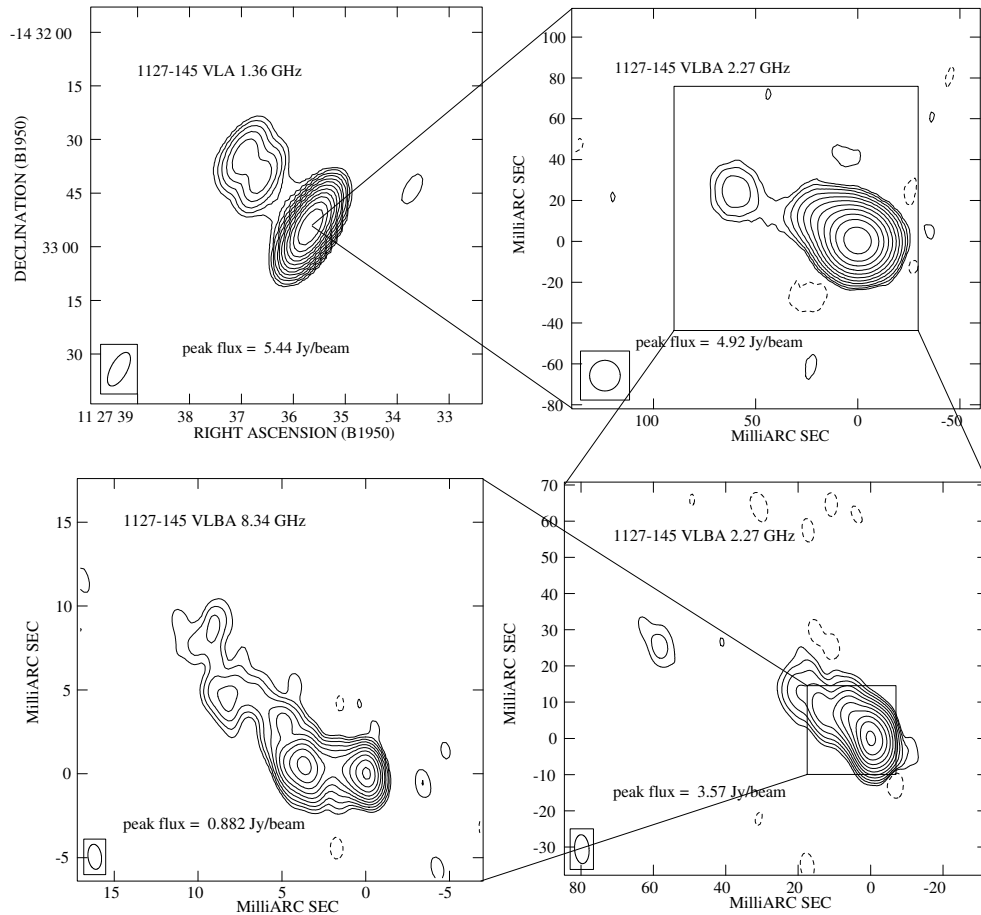 -14 32 00
1127-145 VLA 1.36 GHz
15
30
45
33 00
15
30
DECLINATION (B1950)
peak flux = 5.44 Jy/beam
11 27 39
38
37
36
35
34
33
RIGHT ASCENSION (B1950)
100
80
60
40
20
0
-20
-40
-60
-80
MilliARC SEC
1127-145 VLBA 2.27 GHz
peak flux = 4.92 Jy/beam
100
50
0
-50
MilliARC SEC
15
10
5
0
-5
MilliARC SEC
1127-145 VLBA 8.34 GHz
peak flux = 0.882 Jy/beam
15
10
5
0
-5
MilliARC SEC
70
60
50
40
30
20
10
0
-10
-20
-30
MilliARC SEC
1127-145 VLBA 2.27 GHz
peak flux = 3.57 Jy/beam
80
60
40
20
0
-20
MilliARC SEC